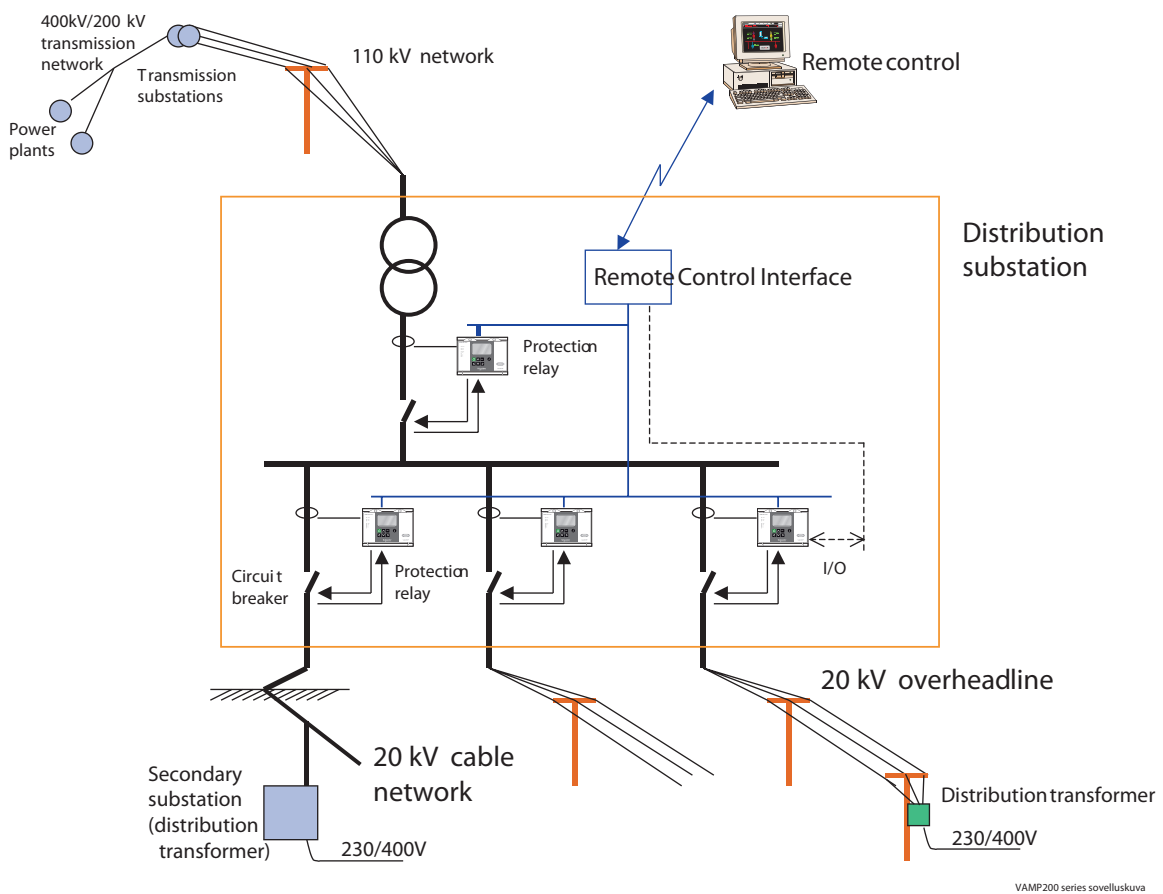 400kV/200 kV
transmission
network
Transmission
substations
Power
plants
110 kV network
Remote control
Distribution
substation
Remote Control Interface
Protection
relay
Circuit
breaker
Protection
relay
I/O
20 kV overheadline
20 kV cable
network
Secondary
substation
(distribution
transformer)
230/400V
Distribution transformer
230/400V
VAMP200 series sovelluskuva